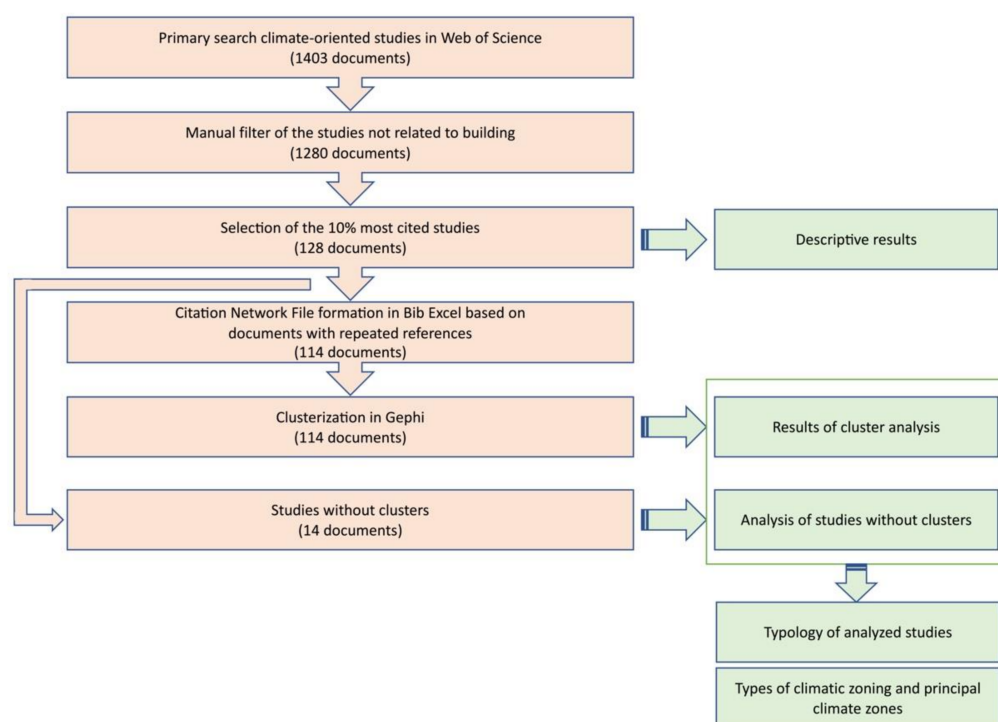 Primary search climate-oriented studies in Web of Science
(1403 documents)
Manual filter of the studies not related to building
(1280 documents)
Selection of the 10% most cited studies
(128 documents)
Descriptive results
Citation Network File formation in Bib Excel based on
documents with repeated references
(114 documents)
Clusterization in Gephi
(114 documents)
Results of cluster analysis
Studies without clusters
(14 documents)
Analysis of studies without clusters
Typology of analyzed studies
Types of climatic zoning and principal
climate zones